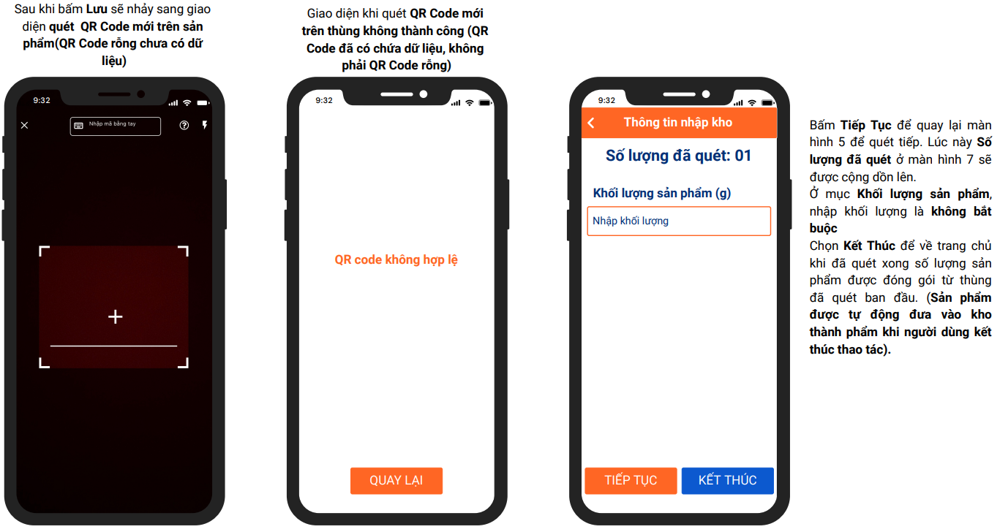 Sau khi bấm Lưu sẽ nhảy sang giao
diện quét QR Code mới trên sản
phẩm(QR Code rỗng chưa có dữ
liệu)
9:32
Nhập mã bằng tay
Giao diện khi quét QR Code mới
trên thùng không thành công (QR
Code đã có chứa dữ liệu, không
phải QR Code rỗng)
9:32
QR code không hợp lệ
QUAY LẠI
9:32
Thông tin nhập kho
Số lượng đã quét: 01
Khối lượng sản phẩm (g)
Nhập khối lượng
TIẾP TỤC
KẾT THÚC
Bấm Tiếp Tục để quay lại màn
hình 5 để quét tiếp. Lúc này Số
lượng đã quét ở màn hình 7 sẽ
được cộng dồn lên.
Ở mục Khối lượng sản phẩm,
nhập khối lượng là không bắt
buộc
Chọn Kết Thúc để về trang chủ
khi đã quét xong số lượng sản
phẩm được đóng gói từ thùng
đã quét ban đầu. (Sản phẩm
được tự động đưa vào kho
thành phẩm khi người dùng kết
thúc thao tác).